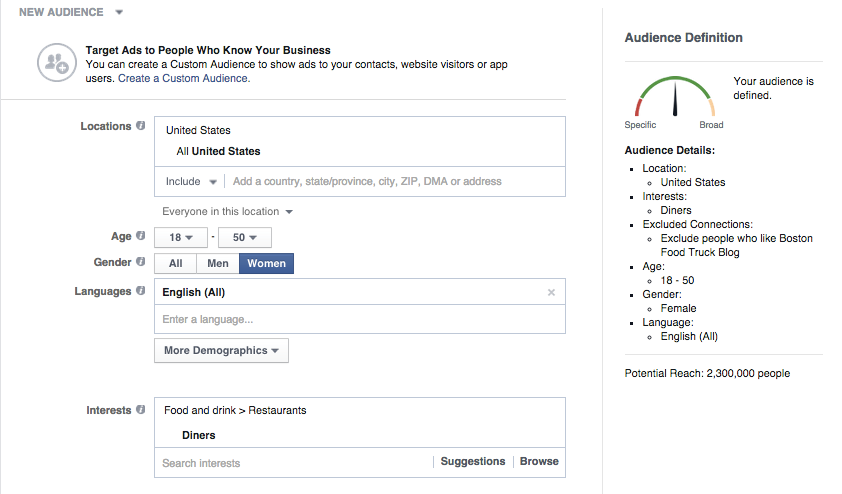 NEW AUDIENCE
Target Ads to People Who Know Your Business
You can create a Custom Audience to show ads to your contacts, website visitors or app
users. Create a Custom Audience.
Locations
United States
All United States
Include
Add a country, state/province, city, ZIP, DMA or address
Everyone in this location
Age
18 - 50
Gender
All Men Women
Languages
English (All)
Enter a language...
More Demographics
Interests
Food and drink > Restaurants
Diners
Search interests
Suggestions Browse
Audience Definition
Your audience is
defined.
Specific Broad
Audience Details:
Location:
United States
Interests:
Diners
Excluded Connections:
Exclude people who like Boston
Food Truck Blog
Age:
18 - 50
Gender:
Female
Language:
English (All)
Potential Reach: 2,300,000 people